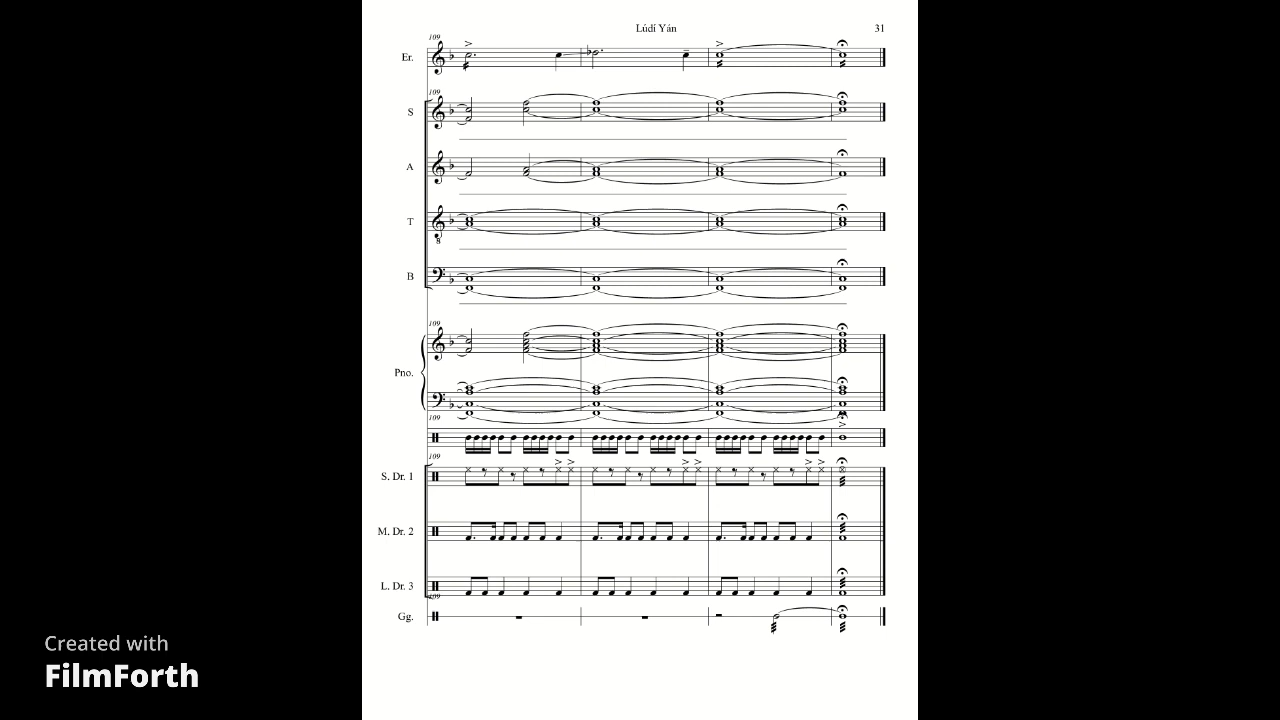 Lúdí Yán
31
109
Er.
109
S
A
T
8
B
109
Pno.
109
109
S. Dr. 1
M. Dr. 2
L. Dr. 3
109
Gg.
Created with
FilmForth